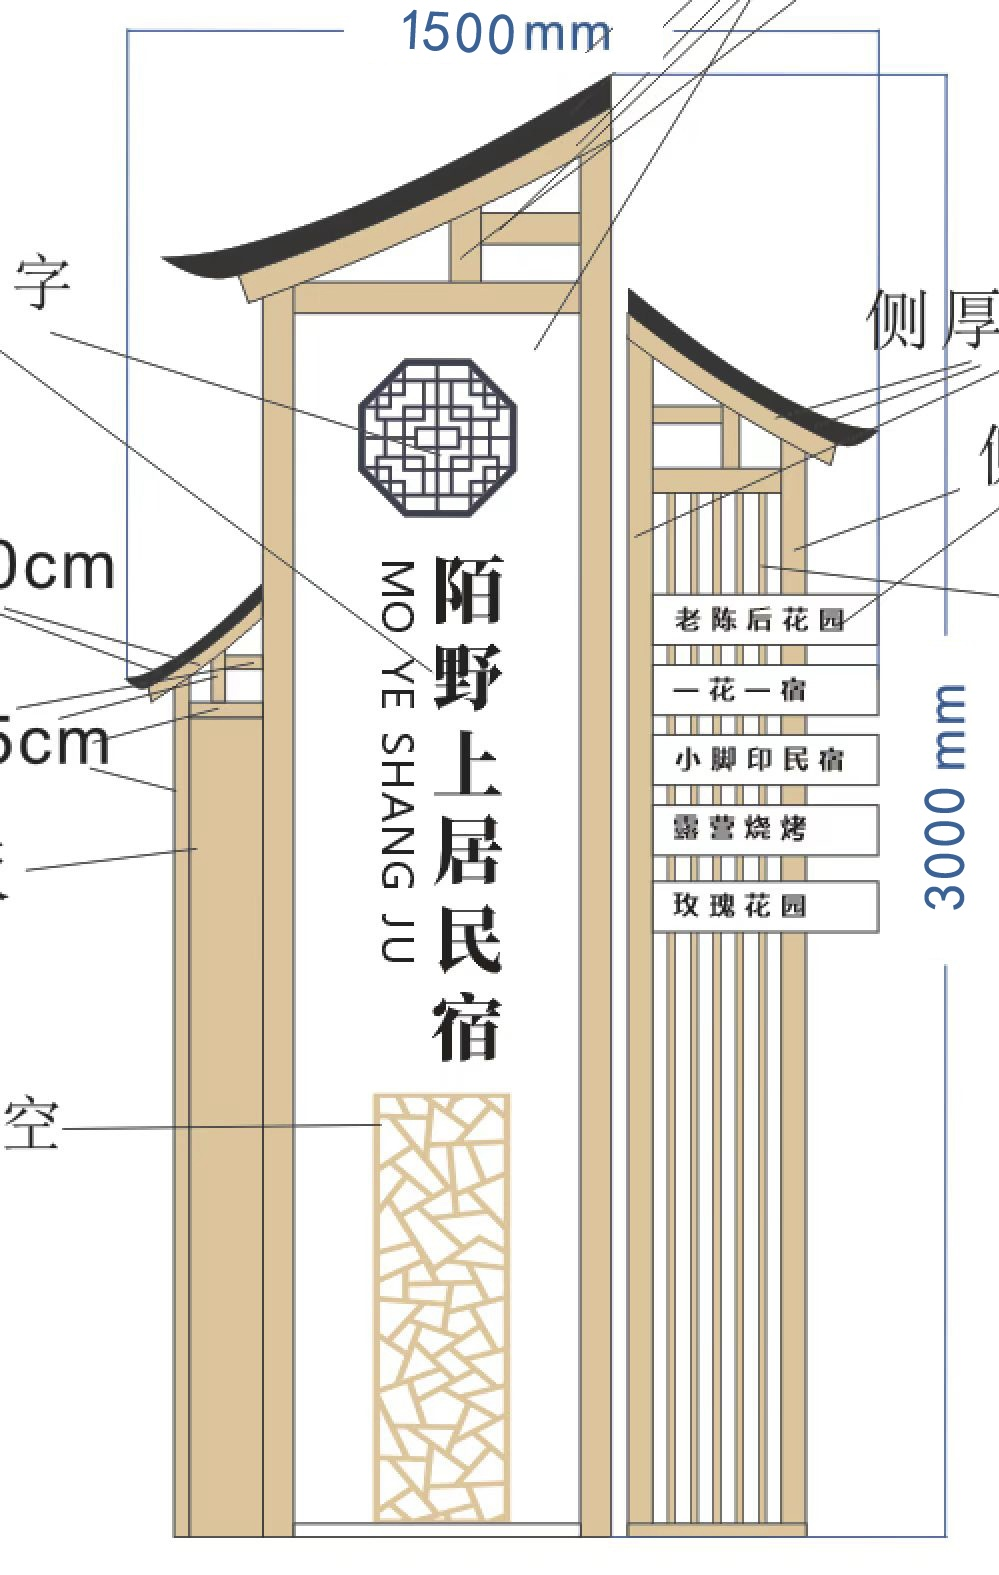 1500mm
字
侧厚
0cm
陌野上居民宿
MO YE SHANG JU
老陈后花园
一花一宿
小脚印民宿
露营烧烤
玫瑰花园
5cm
3000 mm
空